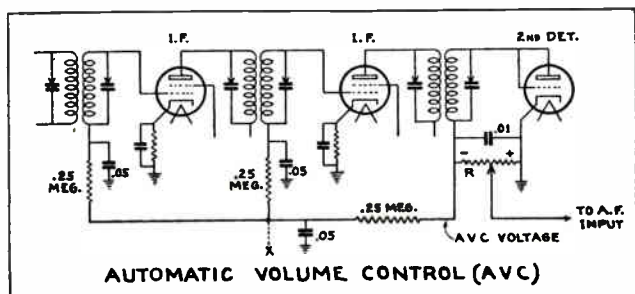 I.F.
I.F.
2ND DET.
.01
.25
MEG.
.05
.25
MEG.
.05
- +
R
.25 MEG.
TO A.F.
INPUT
.05
X
AVC VOLTAGE
AUTOMATIC VOLUME CONTROL (AVC)